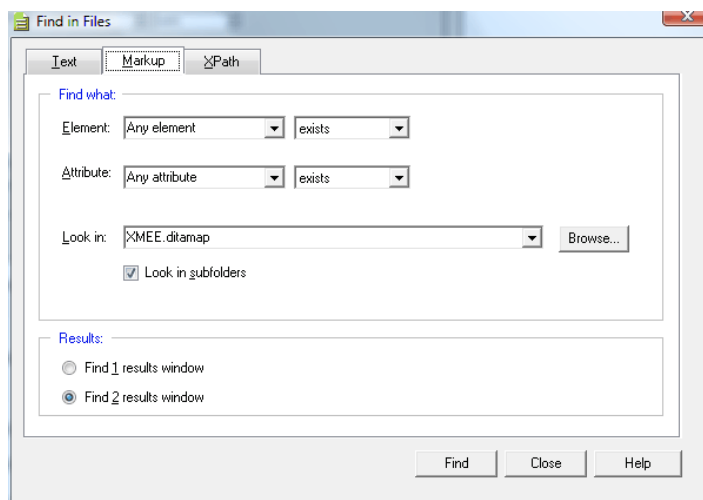 Find in Files
Text Markup XPath
Find what:
Element: Any element exists
Attribute: Any attribute exists
Look in: XMEE.ditamap Browse...
Look in subfolders
Results:
Find 1 results window
Find 2 results window
Find Close Help